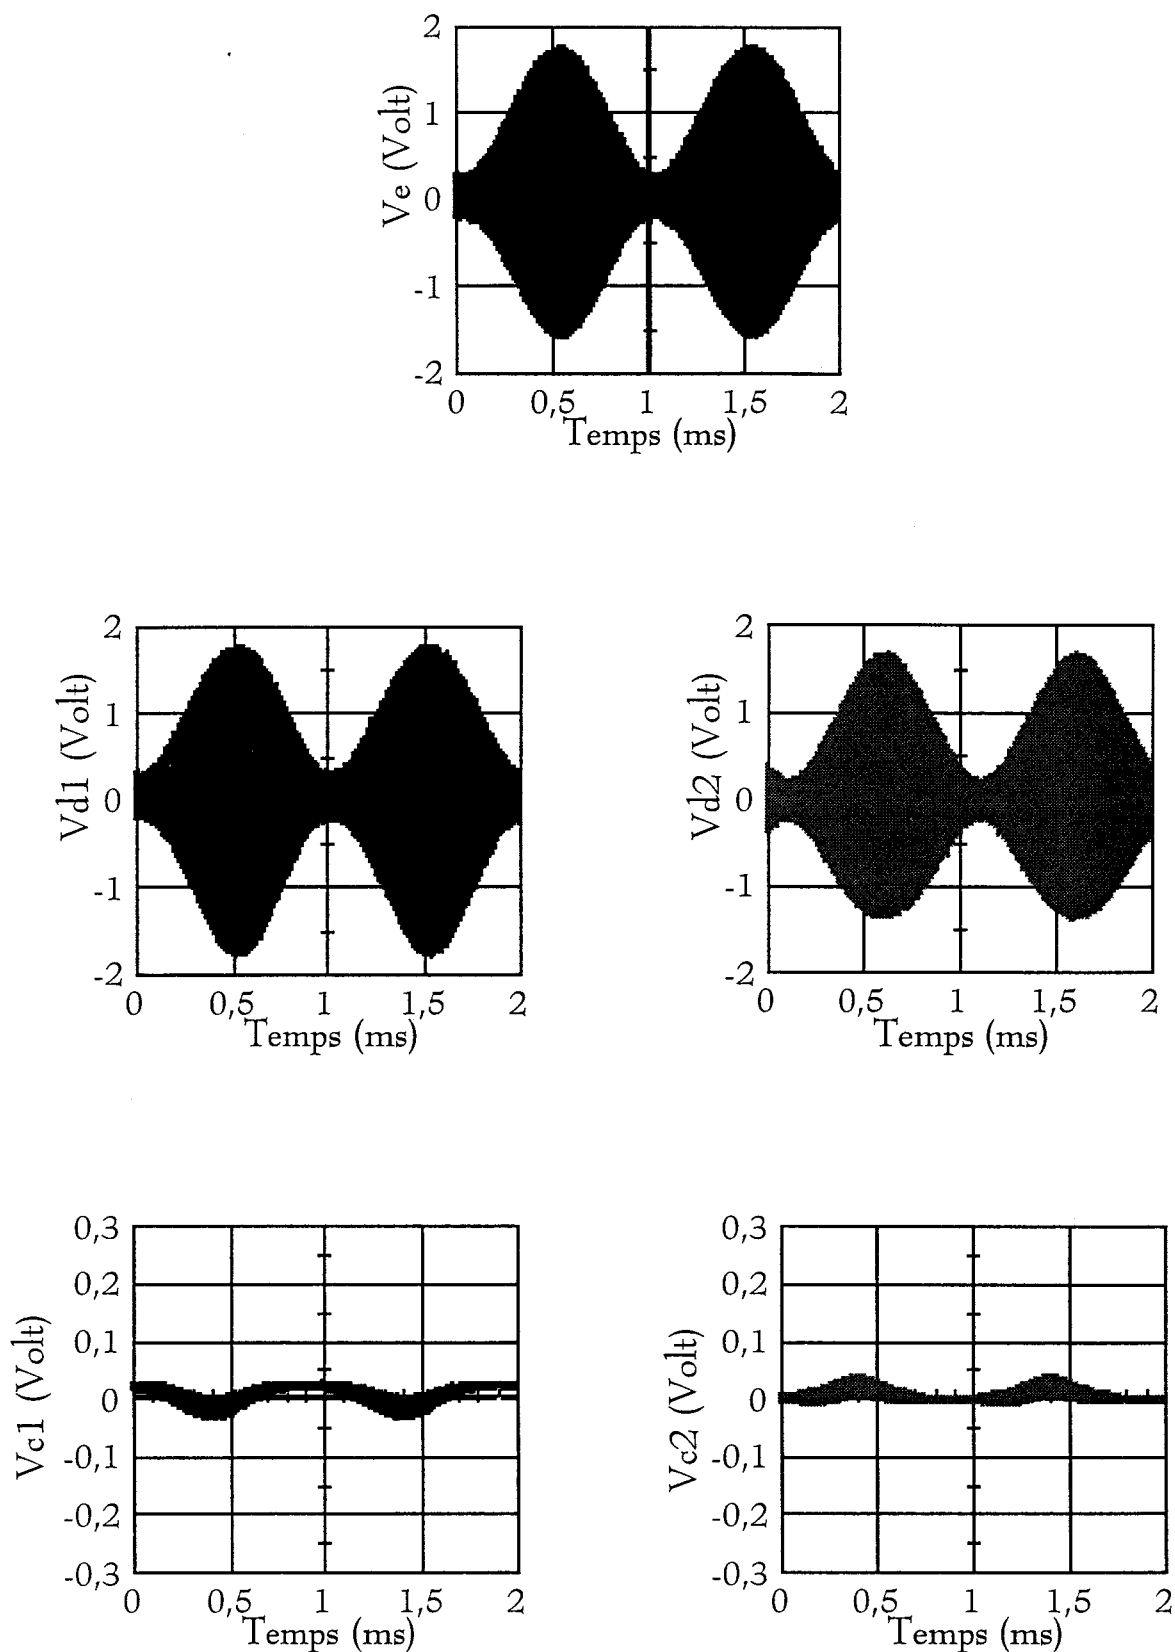 2
1
0
-1
-2
Ve (Volt)
0 0,5 1 1,5 2
Temps (ms)
2
1
0
-1
-2
Vd1 (Volt)
0 0,5 1 1,5 2
Temps (ms)
2
1
0
-1
-2
Vd2 (Volt)
0 0,5 1 1,5 2
Temps (ms)
0,3
0,2
0,1
0
-0,1
-0,2
-0,3
Vc1 (Volt)
0 0,5 1 1,5 2
Temps (ms)
0,3
0,2
0,1
0
-0,1
-0,2
-0,3
Vc2 (Volt)
0 0,5 1 1,5 2
Temps (ms)